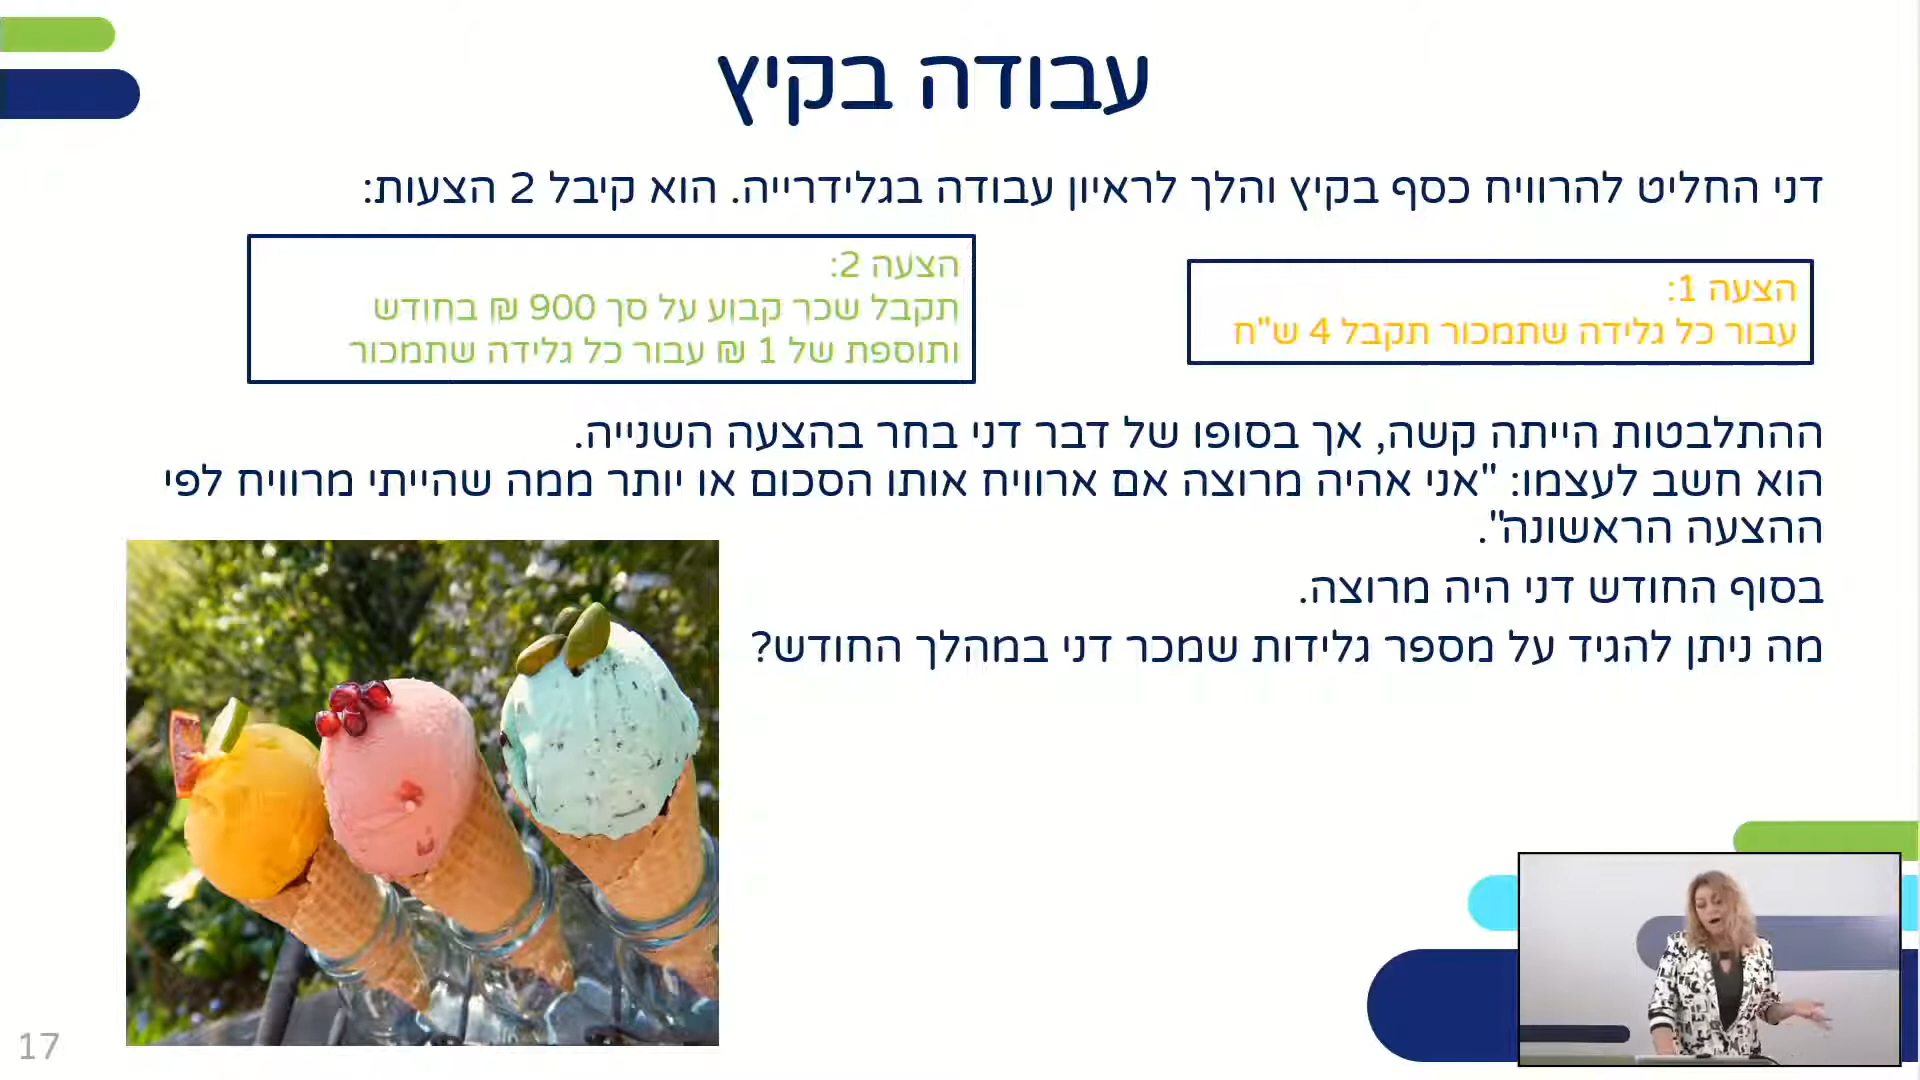 עבודה בקיץ
דני החליט להרוויח כסף בקיץ והלך לראיון עבודה בגלידרייה. הוא קיבל 2 הצעות:
הצעה 1:
עבור כל גלידה שתמכור תקבל 4 ש"ח
הצעה 2:
תקבל שכר קבוע על סך 900 ₪ בחודש
ותוספת של 1 ₪ עבור כל גלידה שתמכור
ההתלבטות הייתה קשה, אך בסופו של דבר דני בחר בהצעה השנייה.
הוא חשב לעצמו: "אני אהיה מרוצה אם ארוויח אותו הסכום או יותר ממה שהייתי מרוויח לפי
ההצעה הראשונה".
בסוף החודש דני היה מרוצה.
מה ניתן להגיד על מספר גלידות שמכר דני במהלך החודש?
17